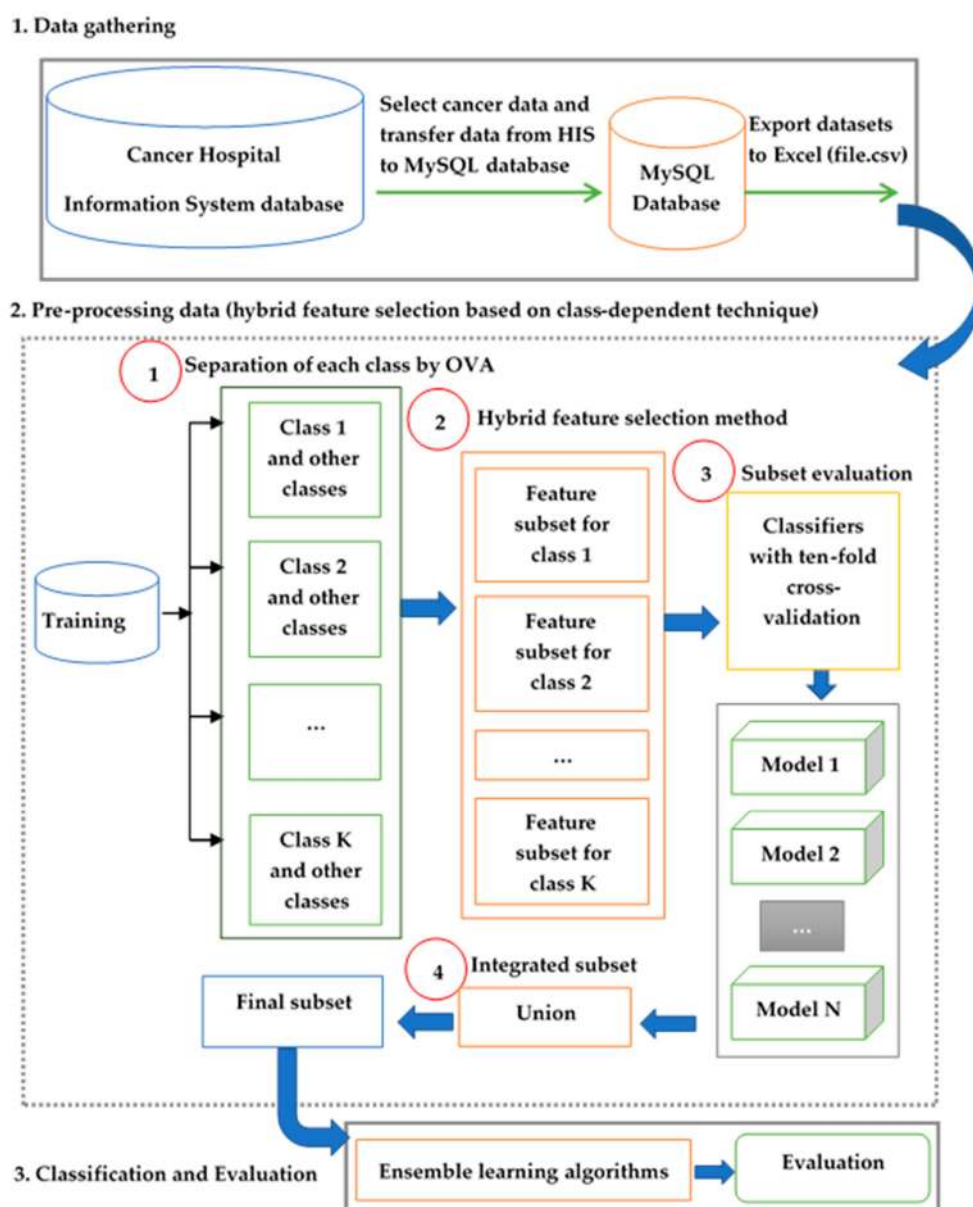 1. Data gathering
Cancer Hospital
Information System database
Select cancer data and
transfer data from HIS
to MySQL database
MySQL
Database
Export datasets
to Excel (file.csv)
2. Pre-processing data (hybrid feature selection based on class-dependent technique)
1
Separation of each class by OVA
Training
Class 1
and other
classes
Class 2
and other
classes
...
Class K
and other
classes
2
Hybrid feature selection method
Feature
subset for
class 1
Feature
subset for
class 2
...
Feature
subset for
class K
3
Subset evaluation
Classifiers
with ten-fold
cross-
validation
Model 1
Model 2
...
Model N
4
Integrated subset
Union
Final subset
3. Classification and Evaluation
Ensemble learning algorithms
Evaluation